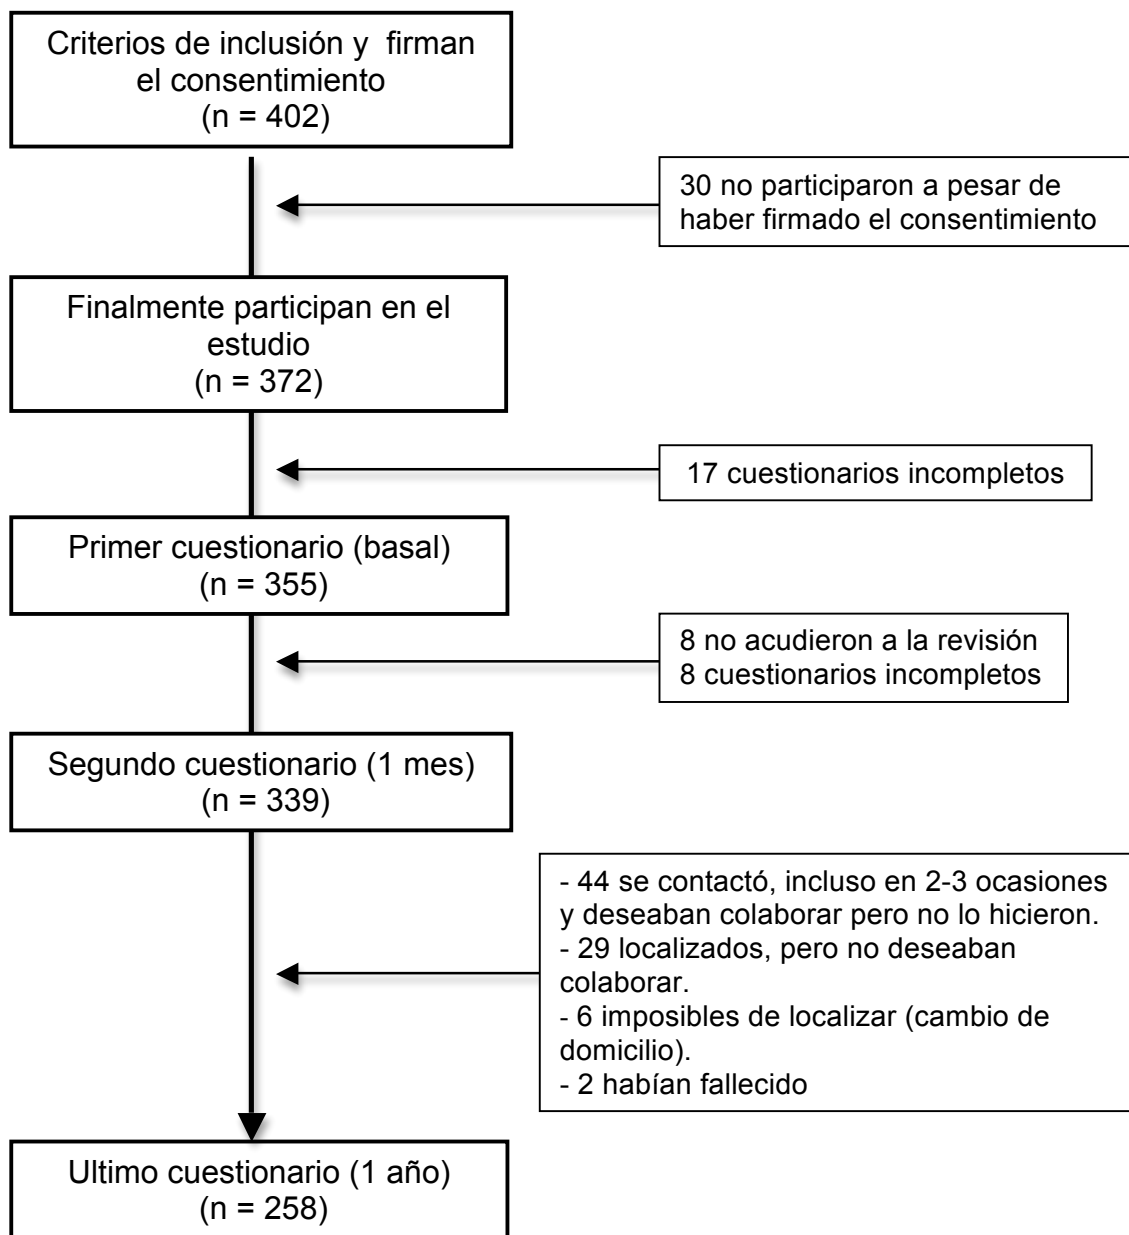 Criterios de inclusión y  firman
el consentimiento
(n = 402)
30 no participaron a pesar de
haber firmado el consentimiento
Finalmente participan en el
estudio
(n = 372)
17 cuestionarios incompletos
Primer cuestionario (basal)
(n = 355)
8 no acudieron a la revisión
8 cuestionarios incompletos
Segundo cuestionario (1 mes)
(n = 339)
- 44 se contactó, incluso en 2-3 ocasiones
y deseaban colaborar pero no lo hicieron.
- 29 localizados, pero no deseaban
colaborar.
- 6 imposibles de localizar (cambio de
domicilio).
- 2 habían fallecido
Ultimo cuestionario (1 año)
(n = 258)